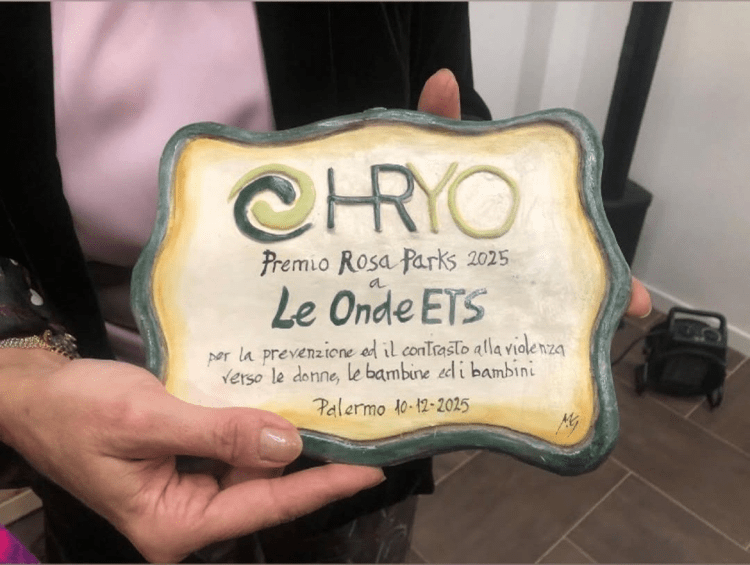 HRYO
Premio Rosa Parks 2025
a
Le Onde ETS
per la prevenzione ed il contrasto alla violenza
verso le donne, le bambine ed i bambini
Palermo 10-12-2025
MG